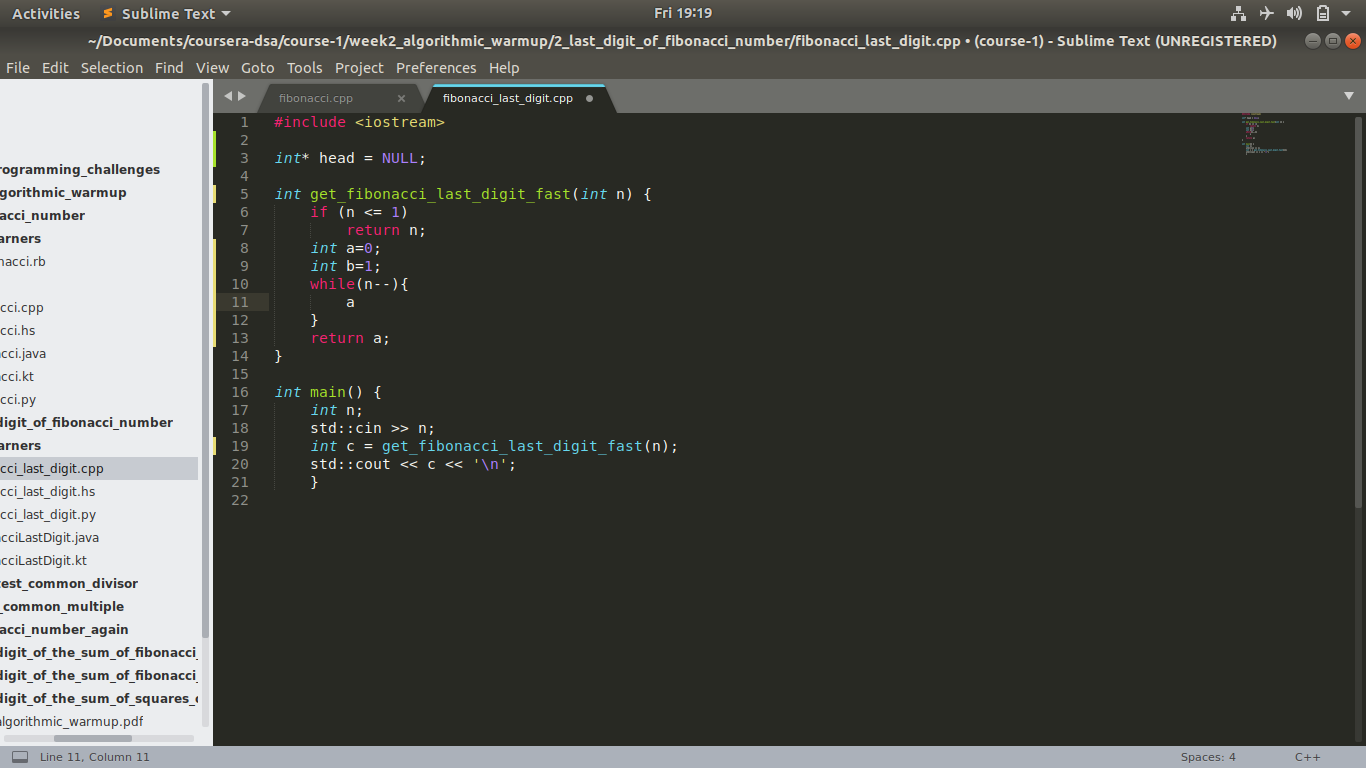 Activities Sublime Text Fri 19:19
~/Documents/coursera-dsa/course-1/week2_algorithmic_warmup/2_last_digit_of_fibonacci_number/fibonacci_last_digit.cpp • (course-1) - Sublime Text (UNREGISTERED)
File Edit Selection Find View Goto Tools Project Preferences Help
fibonacci.cpp fibonacci_last_digit.cpp
rogramming_challenges
gorithmic_warmup
acci_number
arners
nacci.rb
cci.cpp
cci.hs
acci.java
cci.kt
cci.py
digit_of_fibonacci_number
arners
cci_last_digit.cpp
cci_last_digit.hs
cci_last_digit.py
acciLastDigit.java
acciLastDigit.kt
test_common_divisor
_common_multiple
acci_number_again
digit_of_the_sum_of_fibonacci_
digit_of_the_sum_of_fibonacci_
digit_of_the_sum_of_squares_
algorithmic_warmup.pdf
1 #include <iostream>
2
3 int* head = NULL;
4
5 int get_fibonacci_last_digit_fast(int n) {
6     if (n <= 1)
7         return n;
8     int a=0;
9     int b=1;
10     while(n--){
11         a
12     }
13     return a;
14 }
15
16 int main() {
17     int n;
18     std::cin >> n;
19     int c = get_fibonacci_last_digit_fast(n);
20     std::cout << c << '\n';
21     }
22
Line 11, Column 11 Spaces: 4 C++